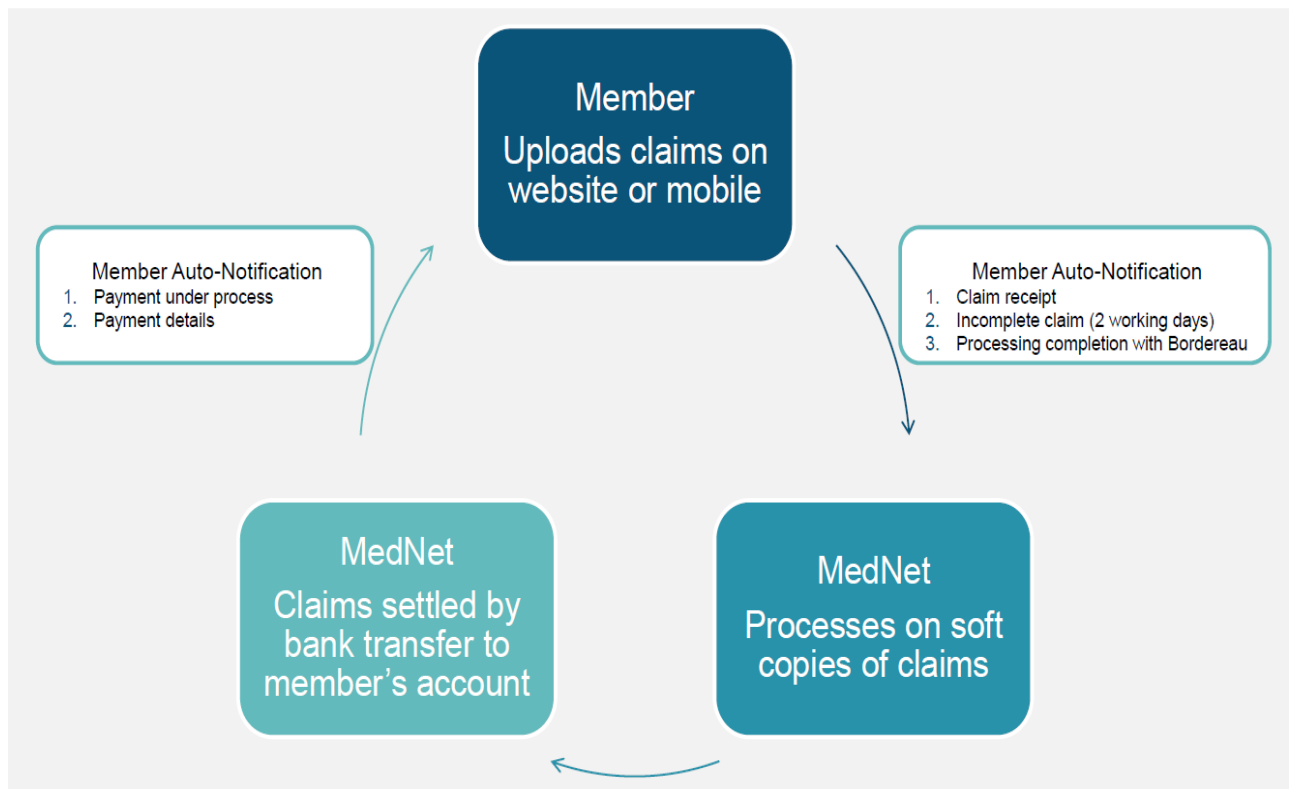 Member
Uploads claims on
website or mobile
Member Auto-Notification
1. Payment under process
2. Payment details
Member Auto-Notification
1. Claim receipt
2. Incomplete claim (2 working days)
3. Processing completion with Bordereau
MedNet
Claims settled by
bank transfer to
member’s account
MedNet
Processes on soft
copies of claims